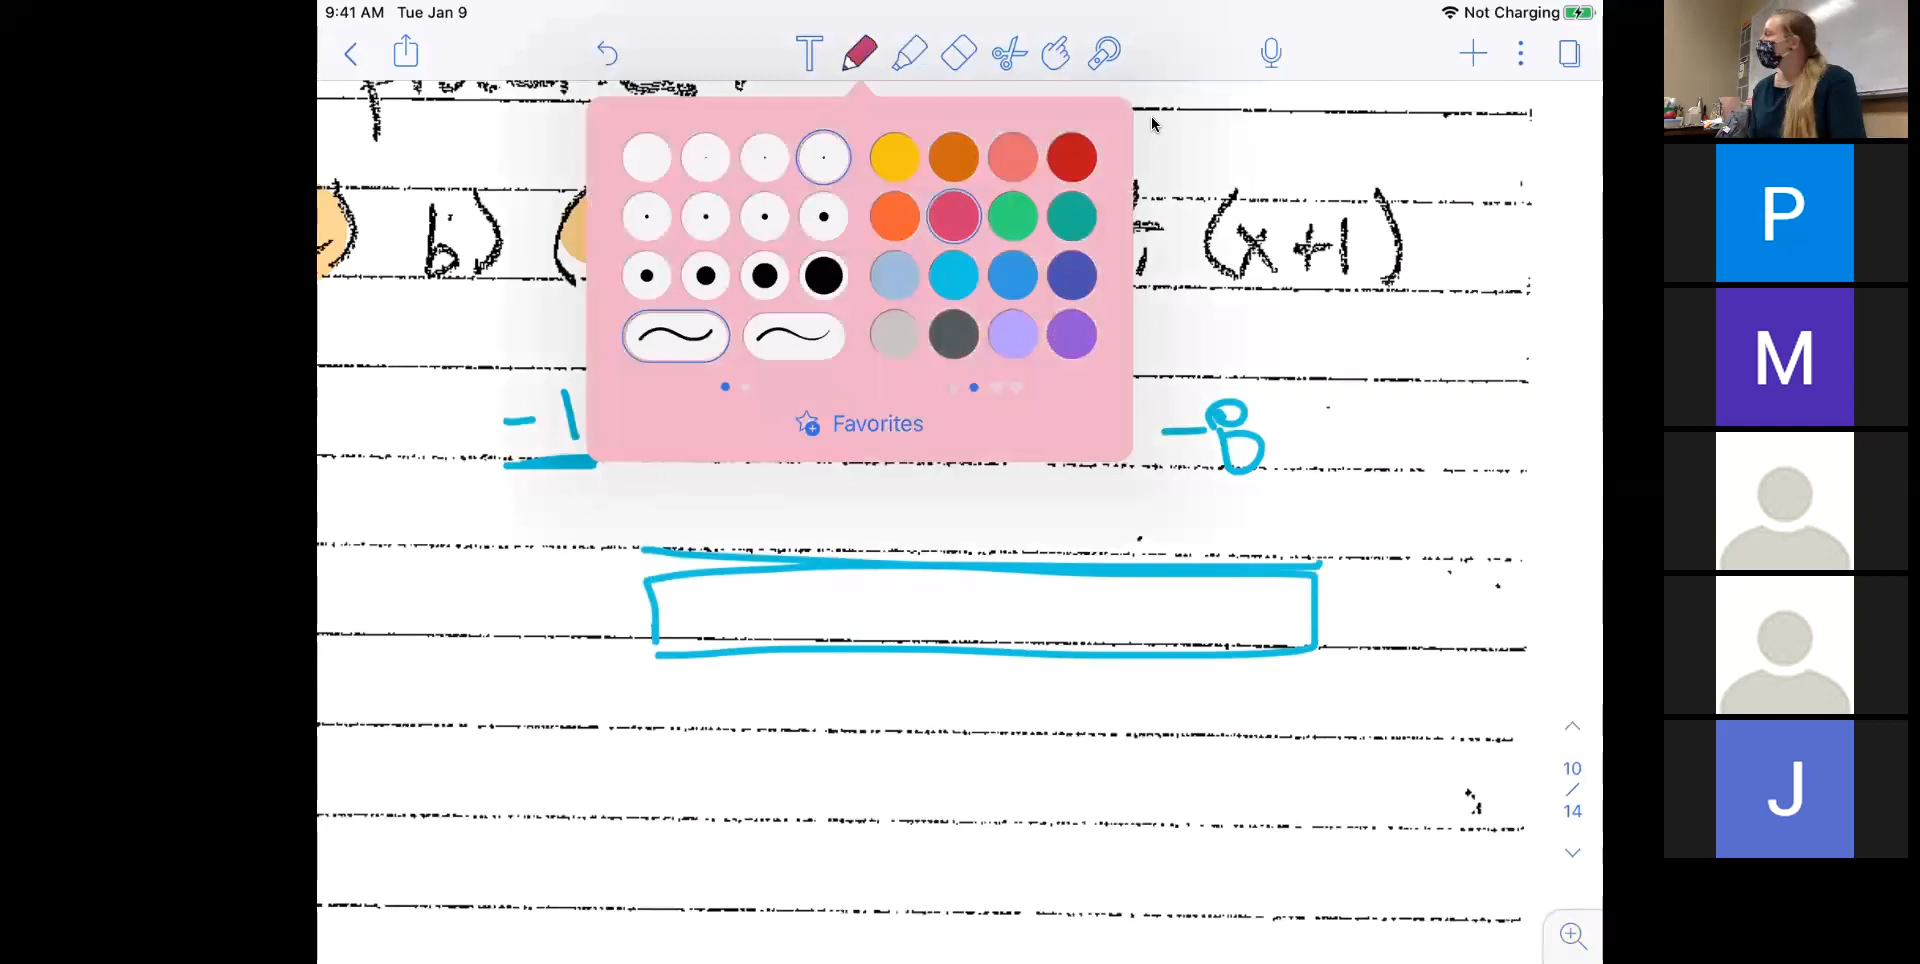 9:41 AM Tue Jan 9
Not Charging
T
b) ( ÷ (x+1)
-1
-8
Favorites
10
/
14
P
M
J